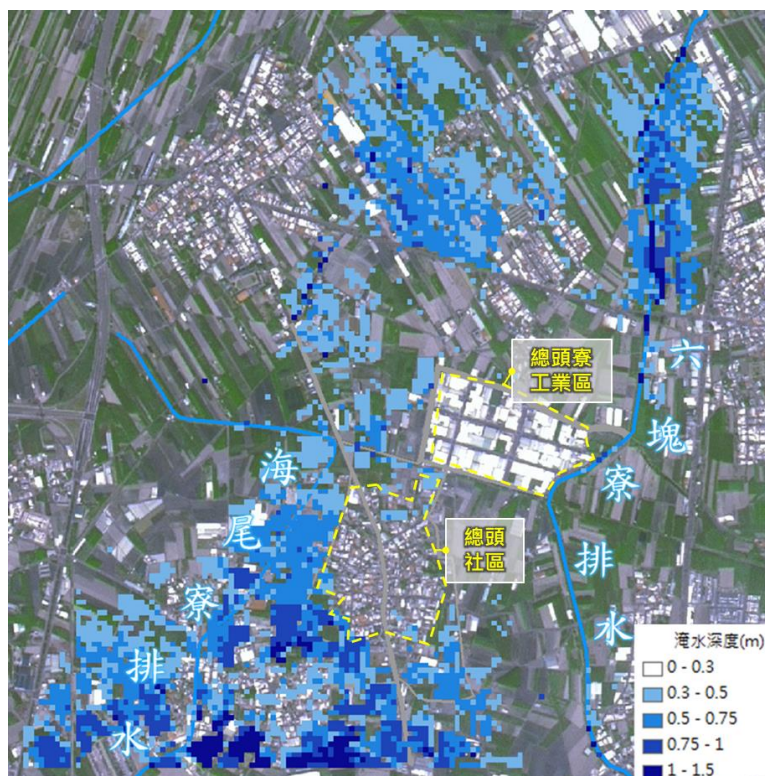 總頭寮
工業區
六塊寮排水
海尾寮排水
總頭
社區
淹水深度(m)
0 - 0.3
0.3 - 0.5
0.5 - 0.75
0.75 - 1
1 - 1.5